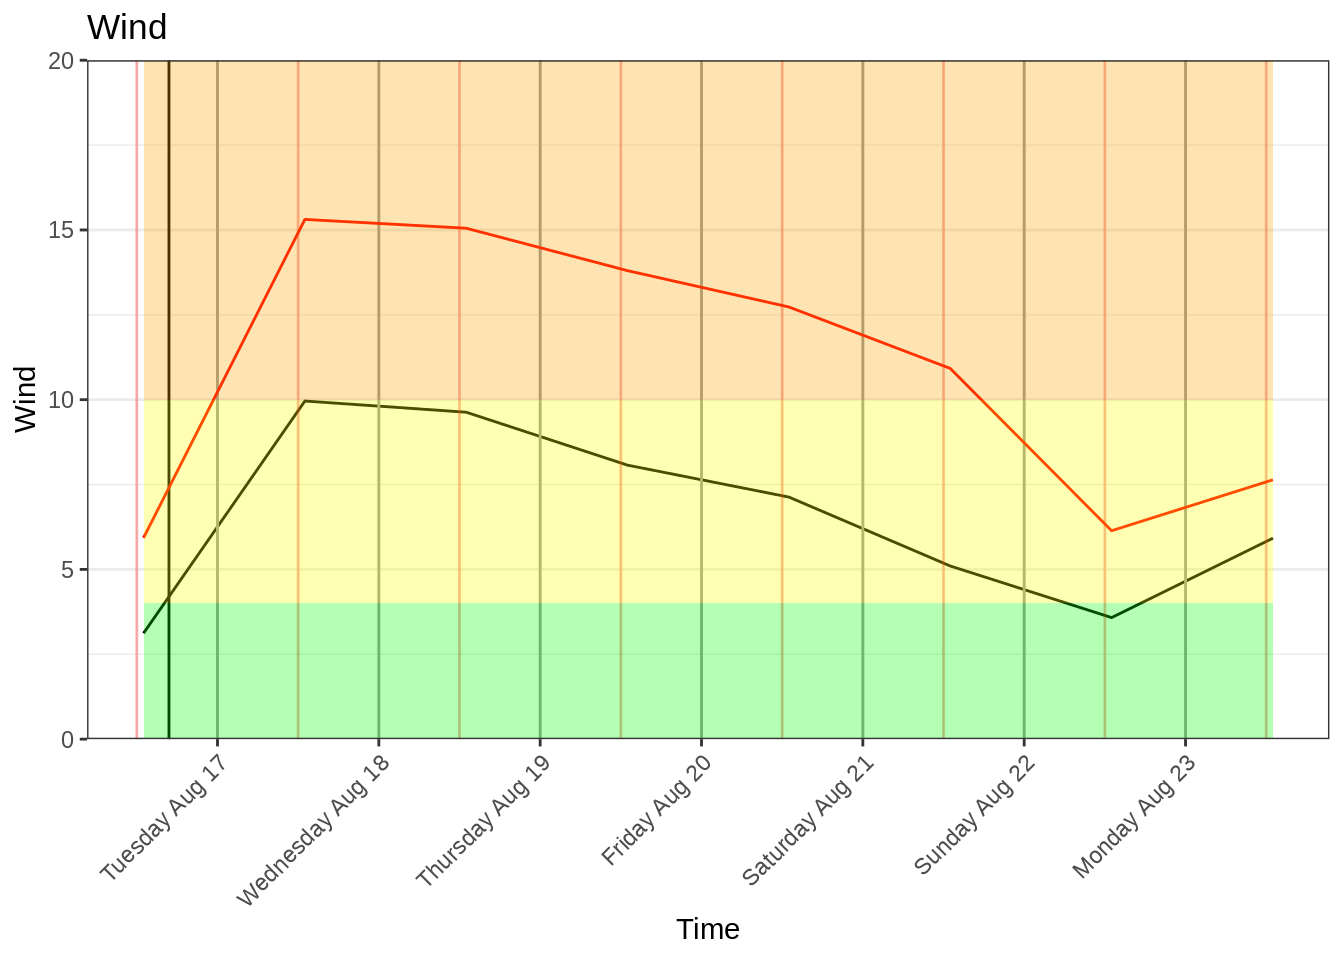 Wind
20
15
10
5
0
Wind
Tuesday Aug 17
Wednesday Aug 18
Thursday Aug 19
Friday Aug 20
Saturday Aug 21
Sunday Aug 22
Monday Aug 23
Time